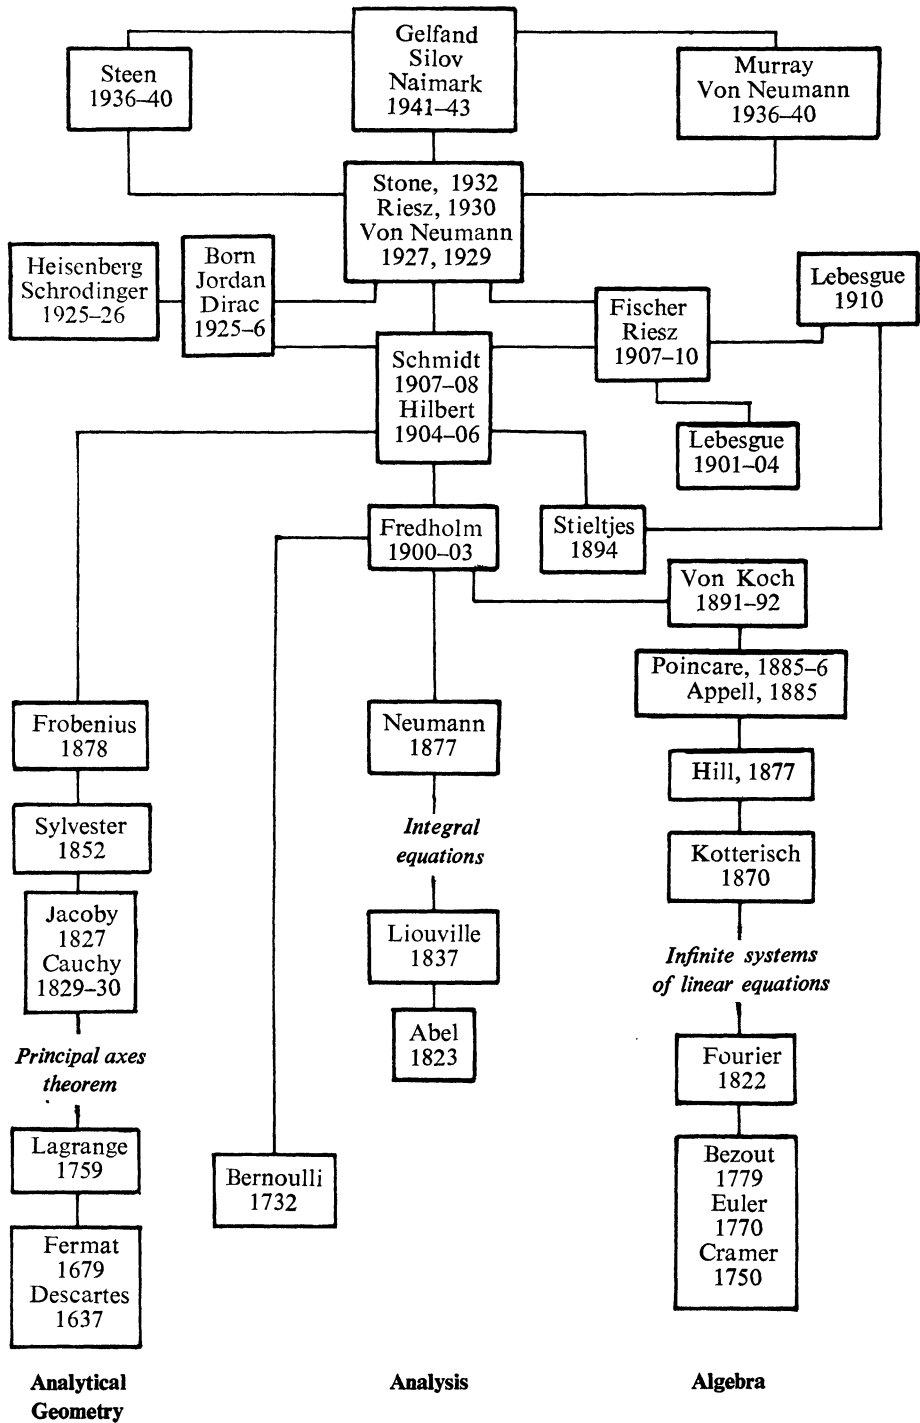 Gelfand
Silov
Naimark
1941–43
Steen
1936–40
Murray
Von Neumann
1936–40
Stone, 1932
Riesz, 1930
Von Neumann
1927, 1929
Heisenberg
Schrodinger
1925–26
Born
Jordan
Dirac
1925–6
Fischer
Riesz
1907–10
Lebesgue
1910
Schmidt
1907–08
Hilbert
1904–06
Lebesgue
1901–04
Fredholm
1900–03
Stieltjes
1894
Von Koch
1891–92
Poincare, 1885–6
Appell, 1885
Frobenius
1878
Neumann
1877
Hill, 1877
Sylvester
1852
Integral
equations
Kotterisch
1870
Jacoby
1827
Cauchy
1829–30
Liouville
1837
Infinite systems
of linear equations
Abel
1823
Principal axes
theorem
Fourier
1822
Lagrange
1759
Bernoulli
1732
Bezout
1779
Euler
1770
Cramer
1750
Fermat
1679
Descartes
1637
Analytical
Geometry
Analysis
Algebra